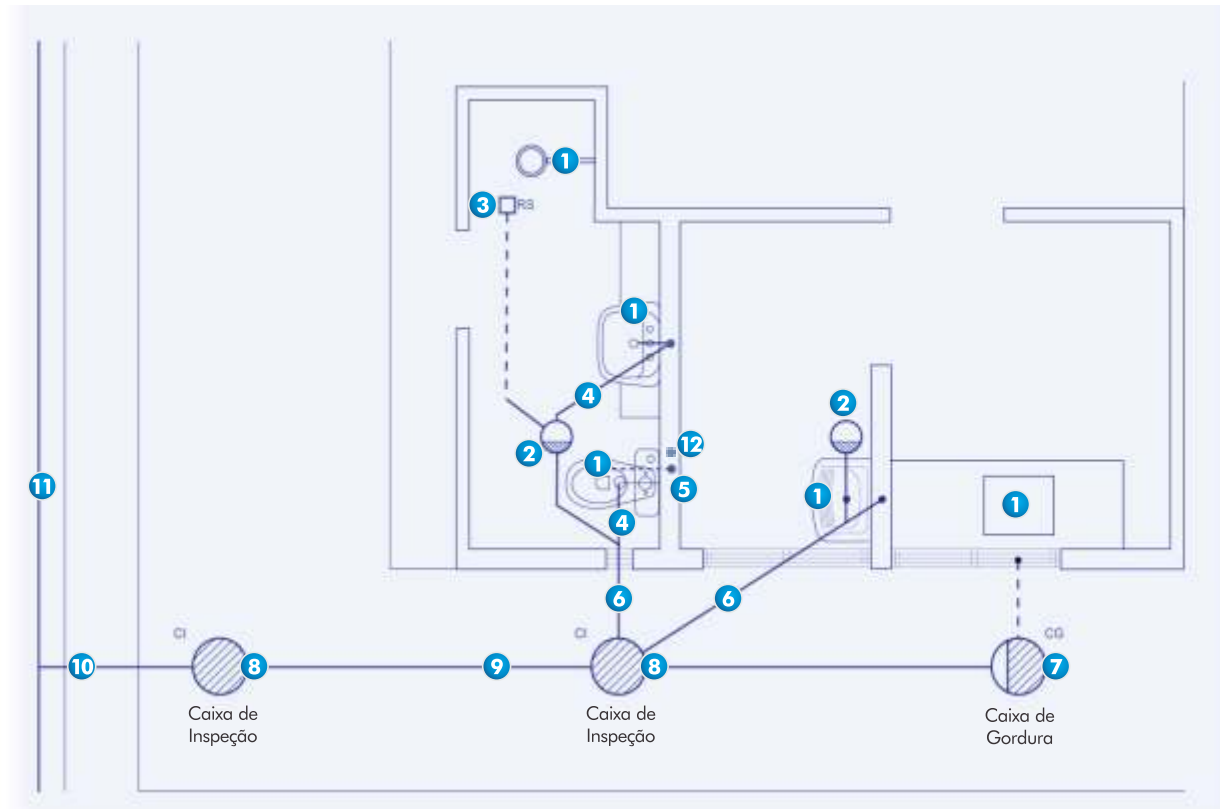 1
3 RS
1
4
2
2
12
1
5
1
1
11
4
6
6
CI
CI
CG
10
8
9
8
7
Caixa de
Inspeção
Caixa de
Inspeção
Caixa de
Gordura